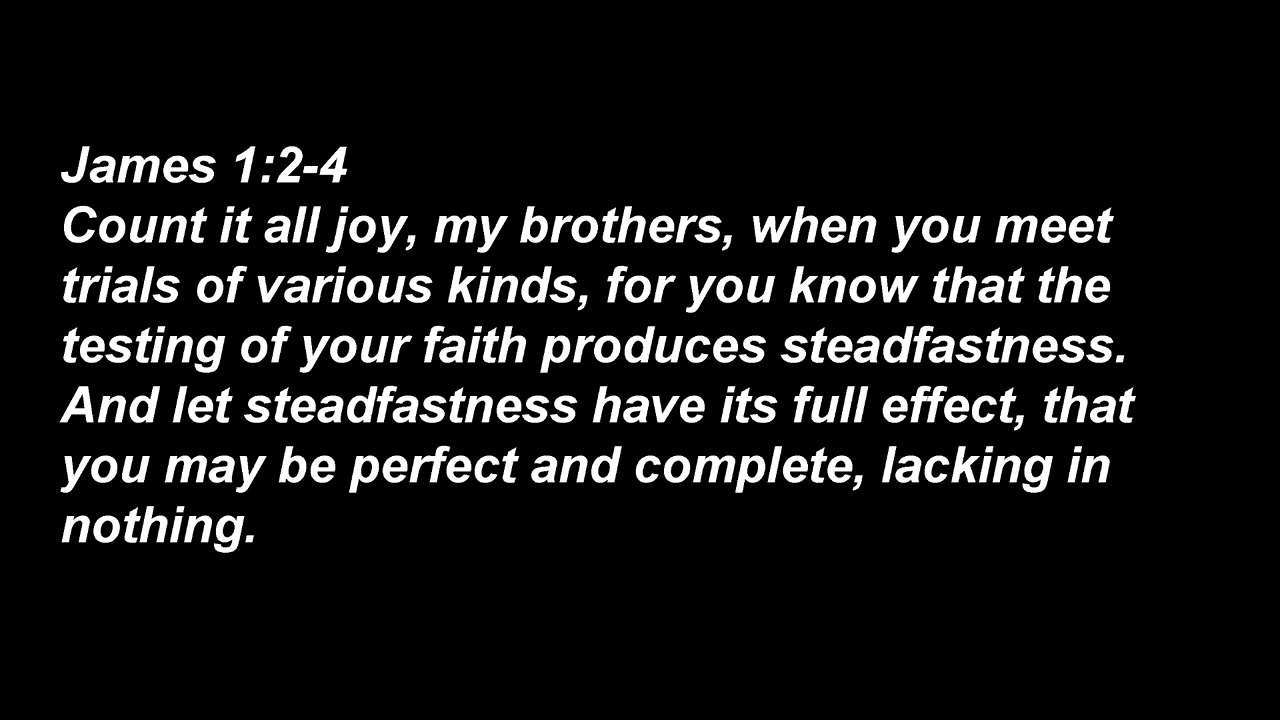 James 1:2-4
Count it all joy, my brothers, when you meet
trials of various kinds, for you know that the
testing of your faith produces steadfastness.
And let steadfastness have its full effect, that
you may be perfect and complete, lacking in
nothing.